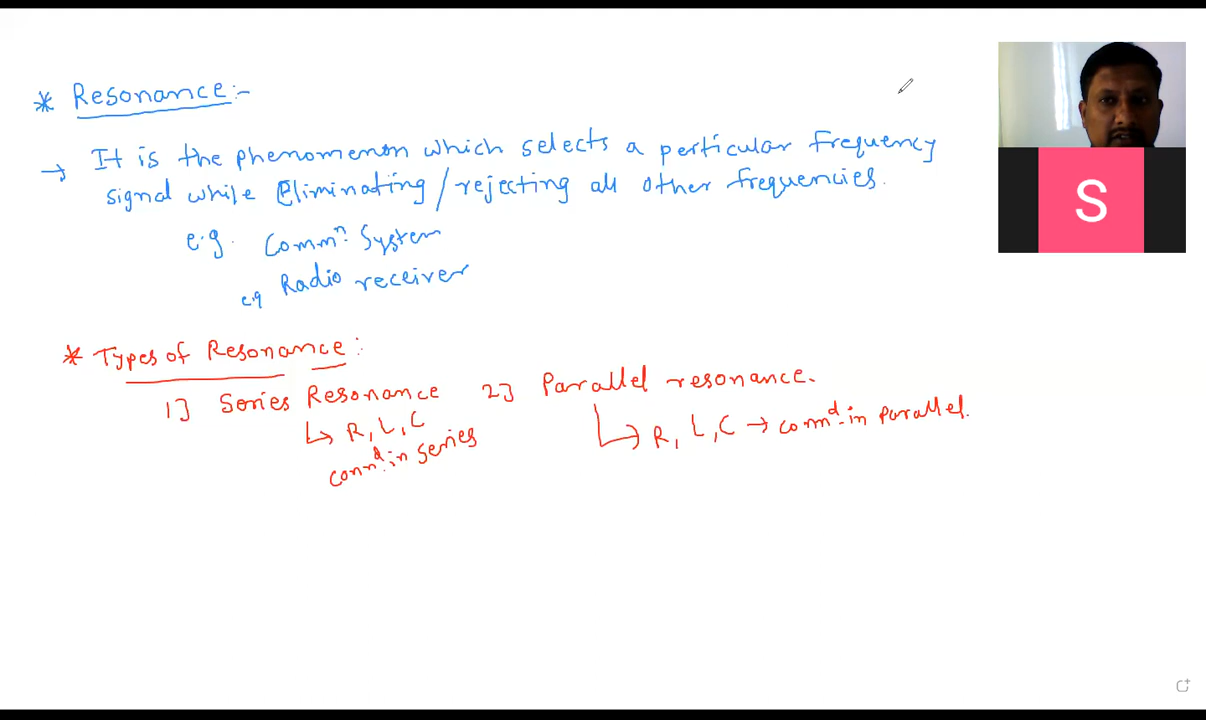 * Resonance:-
→ It is the phenomenon which selects a perticular frequency
signal while Eliminating/rejecting all other frequencies.
e.g. Commⁿ. System
e.g Radio receiver
* Types of Resonance:
1] Series Resonance 2] Parallel resonance.
↳ R, L, C
connᵈ. in series
↳ R, L, C → connᵈ. in parallel.
S